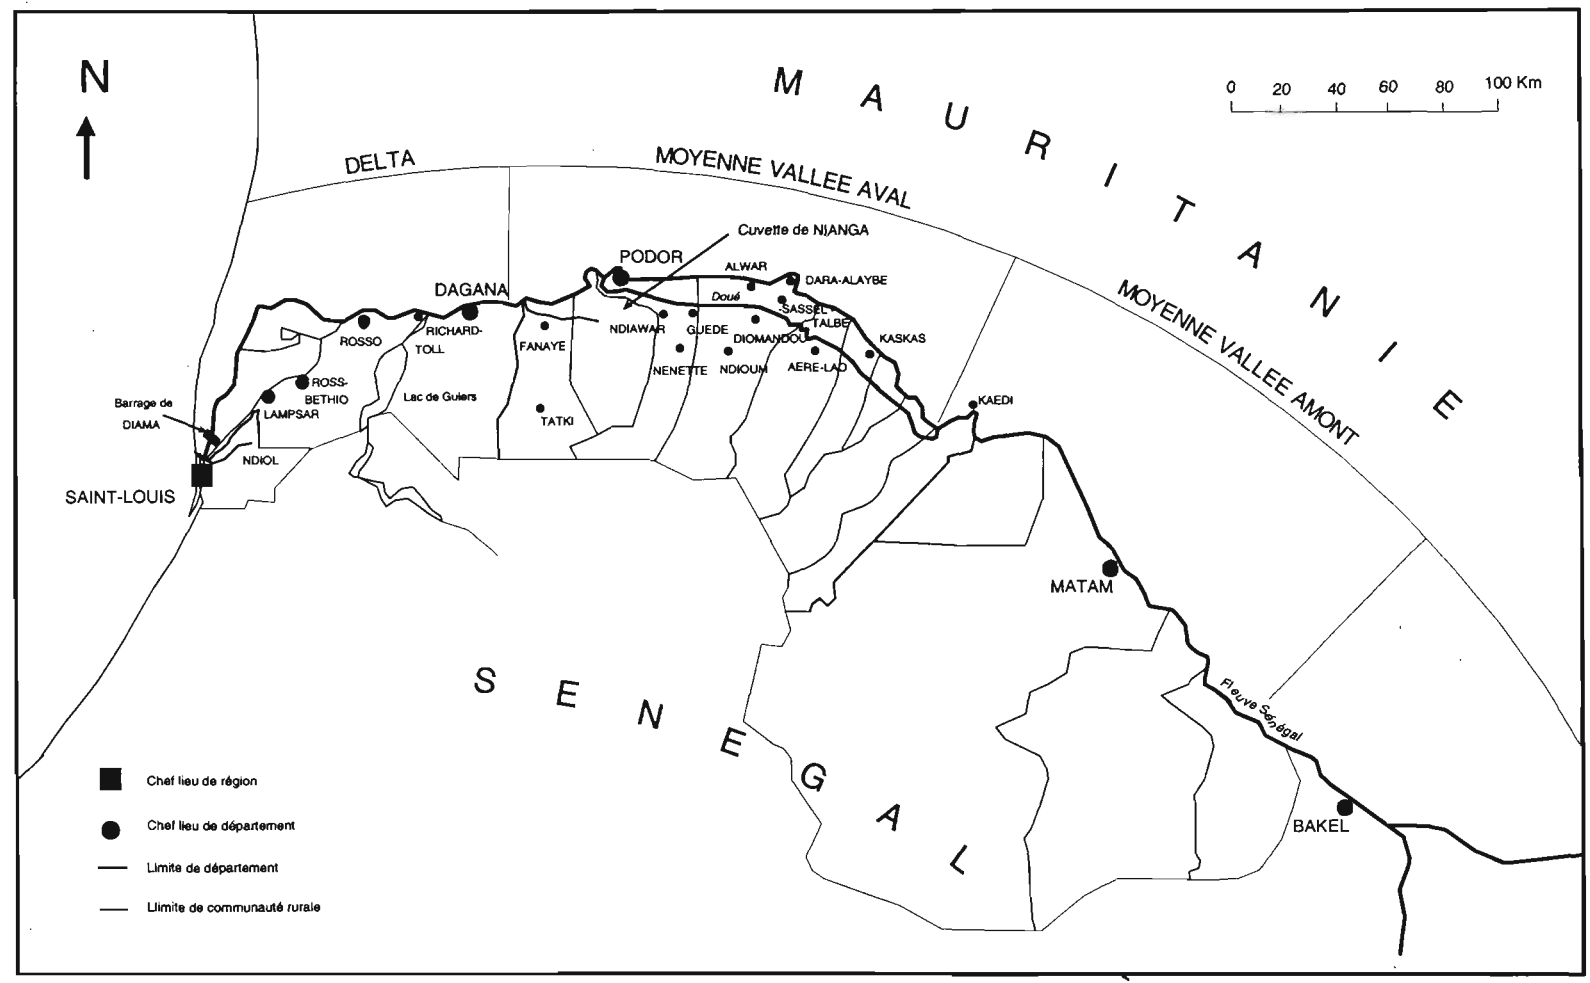 N
MAURITANIE
0 20 40 60 80 100 Km
DELTA
MOYENNE VALLEE AVAL
MOYENNE VALLEE AMONT
Cuvette de NIANGA
PODOR
ALWAR
DARA-ALAYBE
DAGANA
Doué
SASSEL
TALBE
ROSSO
RICHARD-
TOLL
FANAYE
NDIAWAR
GUEDE
DIOMANDOU
KASKAS
NENETTE
NDIOUM
AERE-LAO
ROSS-
BETHIO
Lac de Guiers
KAEDI
Barrage de
DIAMA
LAMPSAR
TATKI
NDIOL
SAINT-LOUIS
MATAM
SENEGAL
Fleuve Sénégal
BAKEL
Chef lieu de région
Chef lieu de département
Limite de département
Llimite de communauté rurale